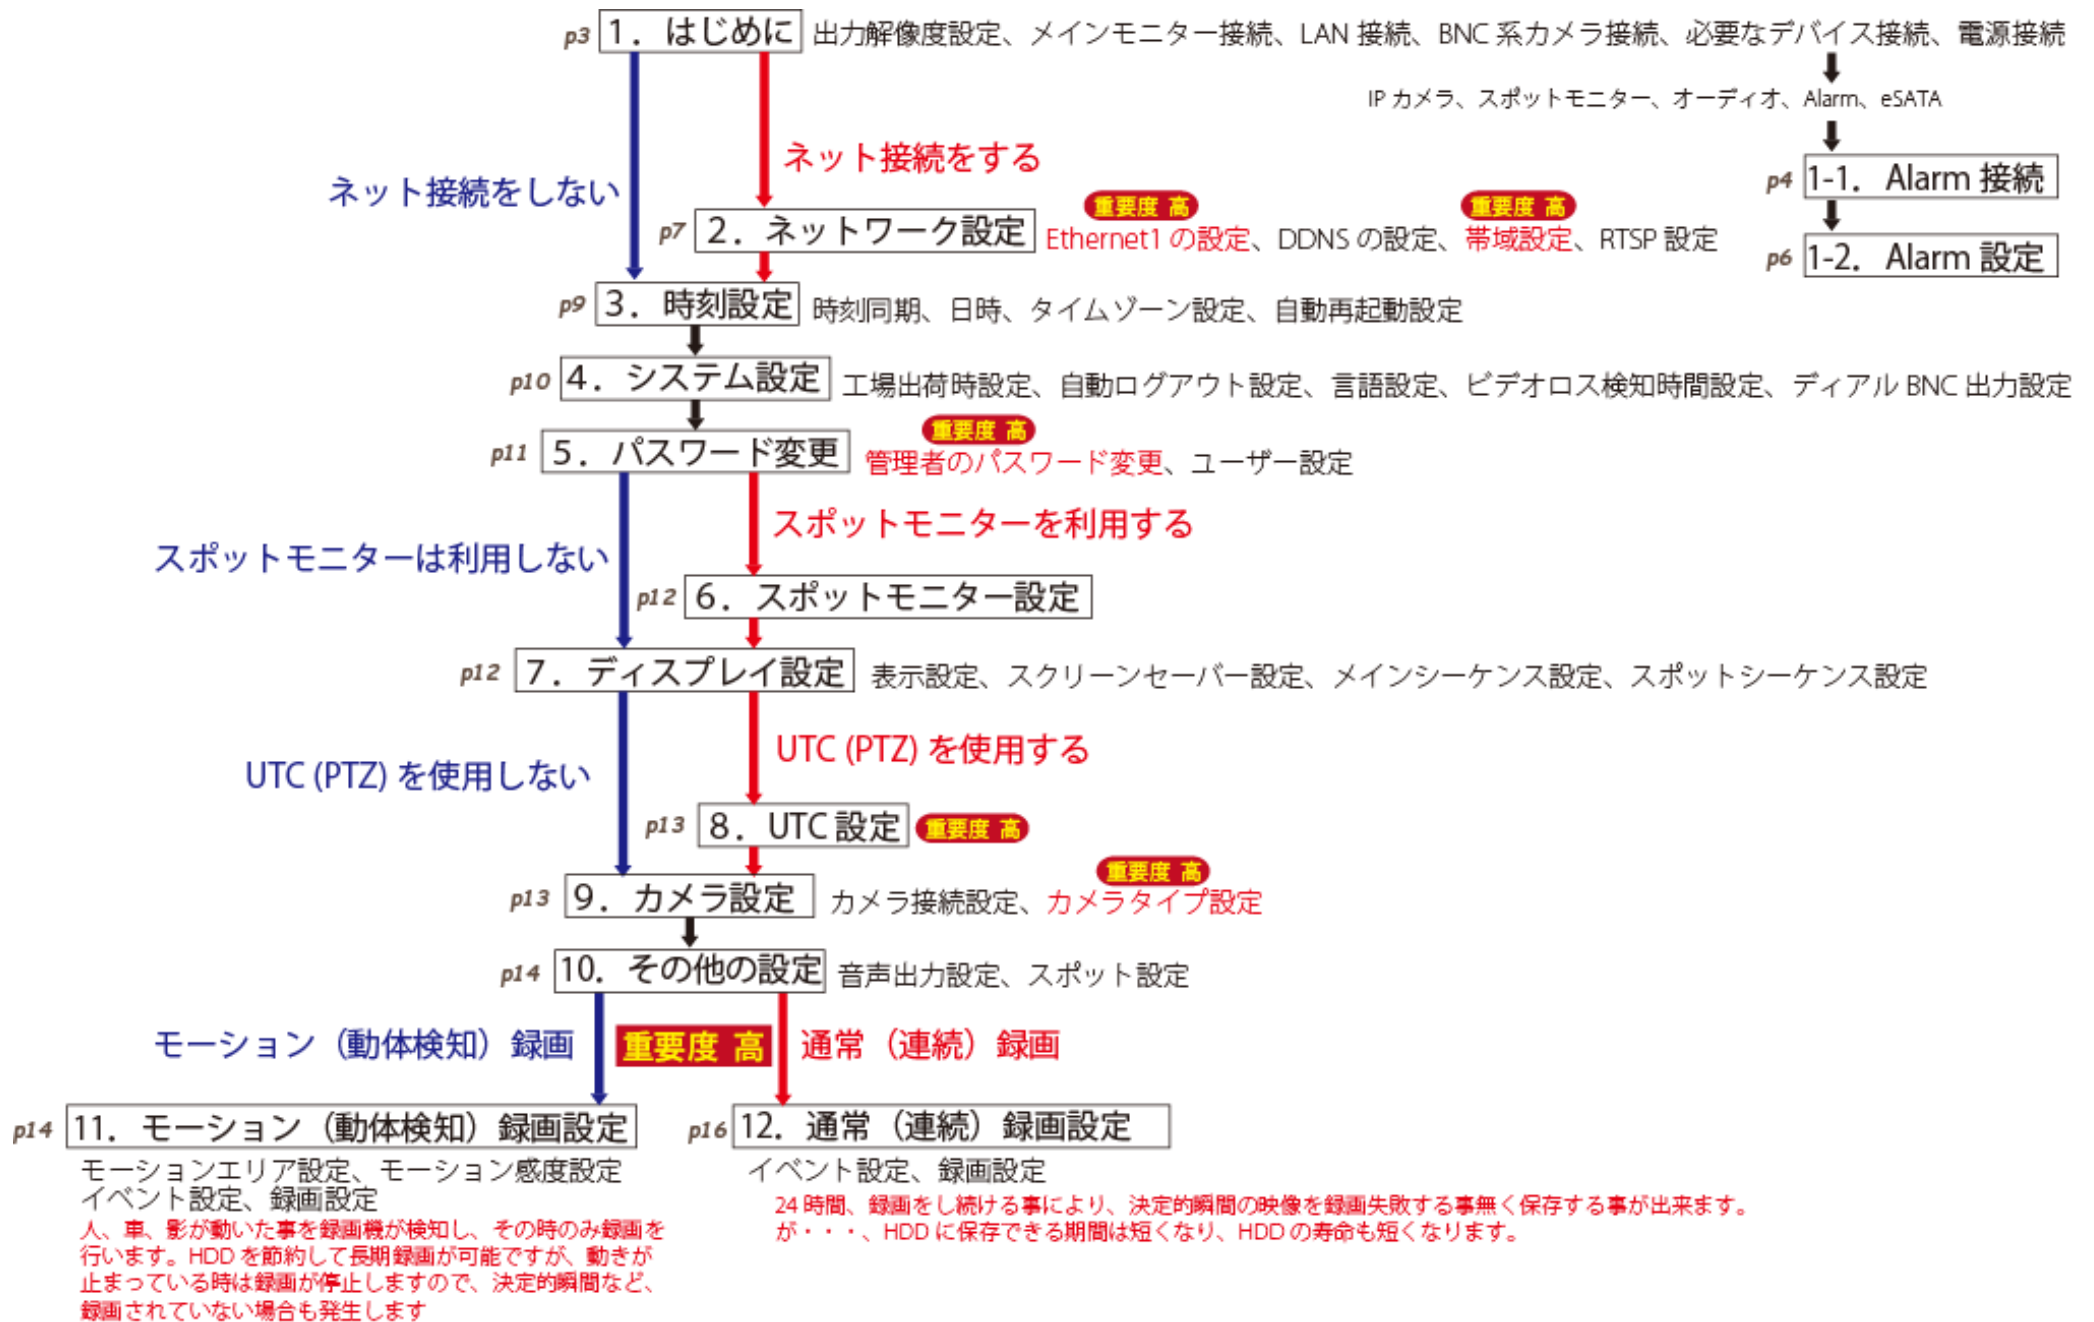 p3 1．はじめに 出力解像度設定、メインモニター接続、LAN 接続、BNC 系カメラ接続、必要なデバイス接続、電源接続
IP カメラ、スポットモニター、オーディオ、Alarm、eSATA
ネット接続をする
ネット接続をしない
p4 1-1． Alarm 接続
重要度 高 重要度 高
p7 2．ネットワーク設定 Ethernet1 の設定、DDNS の設定、帯域設定、RTSP 設定
p6 1-2． Alarm 設定
p9 3．時刻設定 時刻同期、日時、タイムゾーン設定、自動再起動設定
p10 4．システム設定 工場出荷時設定、自動ログアウト設定、言語設定、ビデオロス検知時間設定、ディアル BNC 出力設定
重要度 高
p11 5．パスワード変更 管理者のパスワード変更、ユーザー設定
スポットモニターを利用する
スポットモニターは利用しない
p12 6．スポットモニター設定
p12 7．ディスプレイ設定 表示設定、スクリーンセーバー設定、メインシーケンス設定、スポットシーケンス設定
UTC (PTZ) を使用する
UTC (PTZ) を使用しない
p13 8．UTC 設定 重要度 高
重要度 高
p13 9．カメラ設定 カメラ接続設定、カメラタイプ設定
p14 10．その他の設定 音声出力設定、スポット設定
モーション（動体検知）録画 重要度 高 通常（連続）録画
p14 11．モーション（動体検知）録画設定
モーションエリア設定、モーション感度設定
イベント設定、録画設定
人、車、影が動いた事を録画機が検知し、その時のみ録画を
行います。HDD を節約して長期録画が可能ですが、動きが
止まっている時は録画が停止しますので、決定的瞬間など、
録画されていない場合も発生します
p16 12．通常（連続）録画設定
イベント設定、録画設定
24 時間、録画をし続ける事により、決定的瞬間の映像を録画失敗する事無く保存する事が出来ます。
が・・・、HDD に保存できる期間は短くなり、HDD の寿命も短くなります。